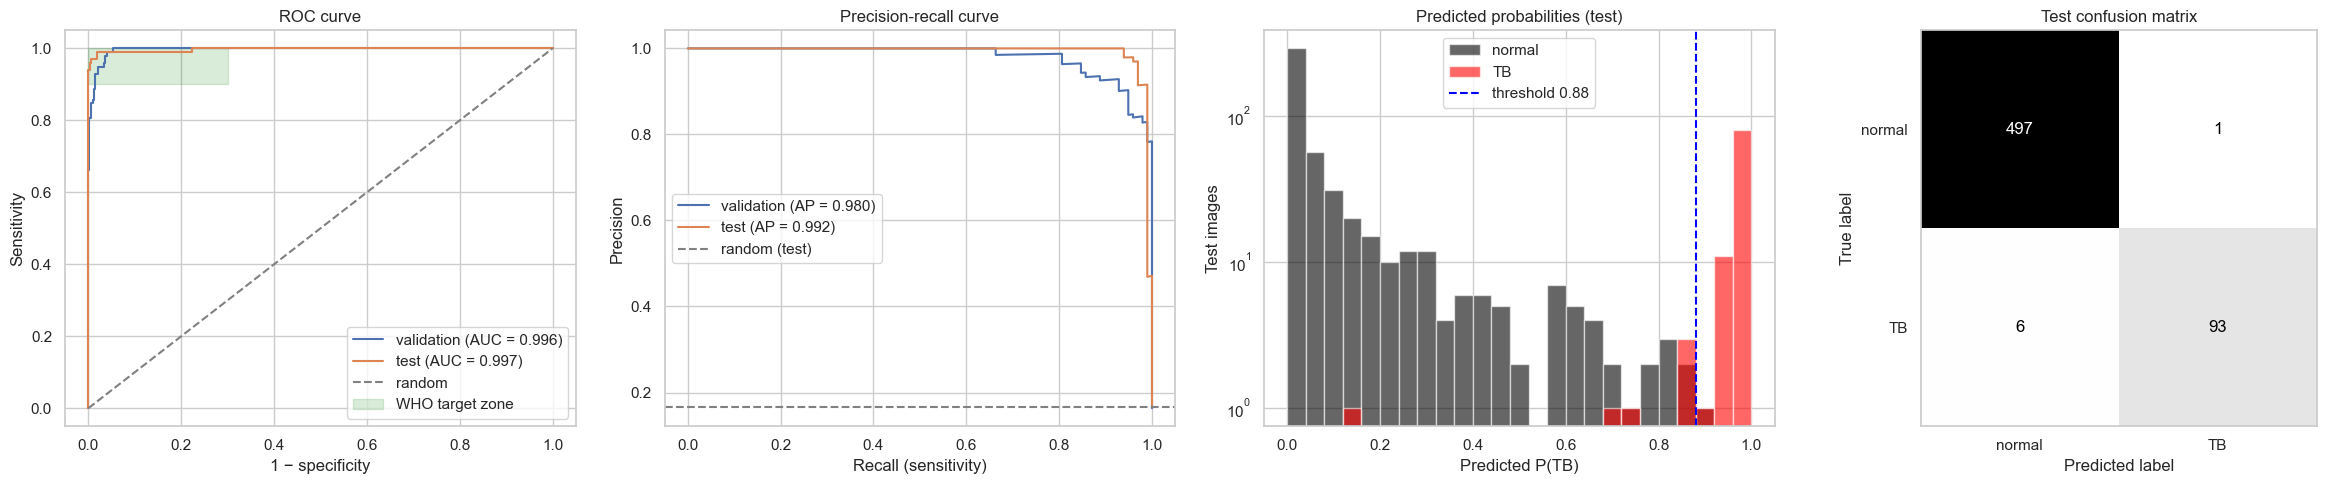 ROC curve
1.0
0.8
0.6
0.4
0.2
0.0
Sensitivity
validation (AUC = 0.996)
test (AUC = 0.997)
random
WHO target zone
0.0 0.2 0.4 0.6 0.8 1.0
1 − specificity
Precision-recall curve
1.0
0.8
0.6
0.4
0.2
Precision
validation (AP = 0.980)
test (AP = 0.992)
random (test)
0.0 0.2 0.4 0.6 0.8 1.0
Recall (sensitivity)
Predicted probabilities (test)
normal
TB
threshold 0.88
10²
10¹
10⁰
Test images
0.0 0.2 0.4 0.6 0.8 1.0
Predicted P(TB)
Test confusion matrix
normal
TB
True label
497 1
6 93
normal TB
Predicted label